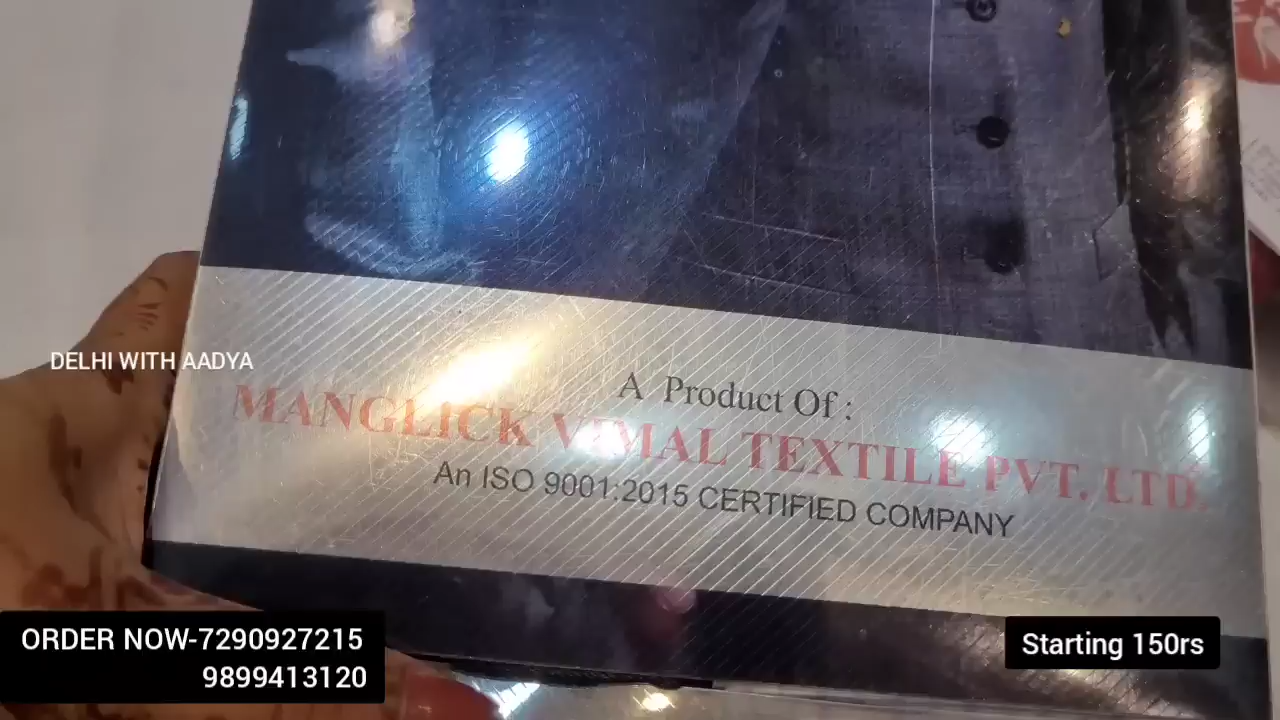 DELHI WITH AADYA
A Product Of :
MANGLICK VIMAL TEXTILE PVT. LTD.
An ISO 9001:2015 CERTIFIED COMPANY
ORDER NOW-7290927215
9899413120
Starting 150rs